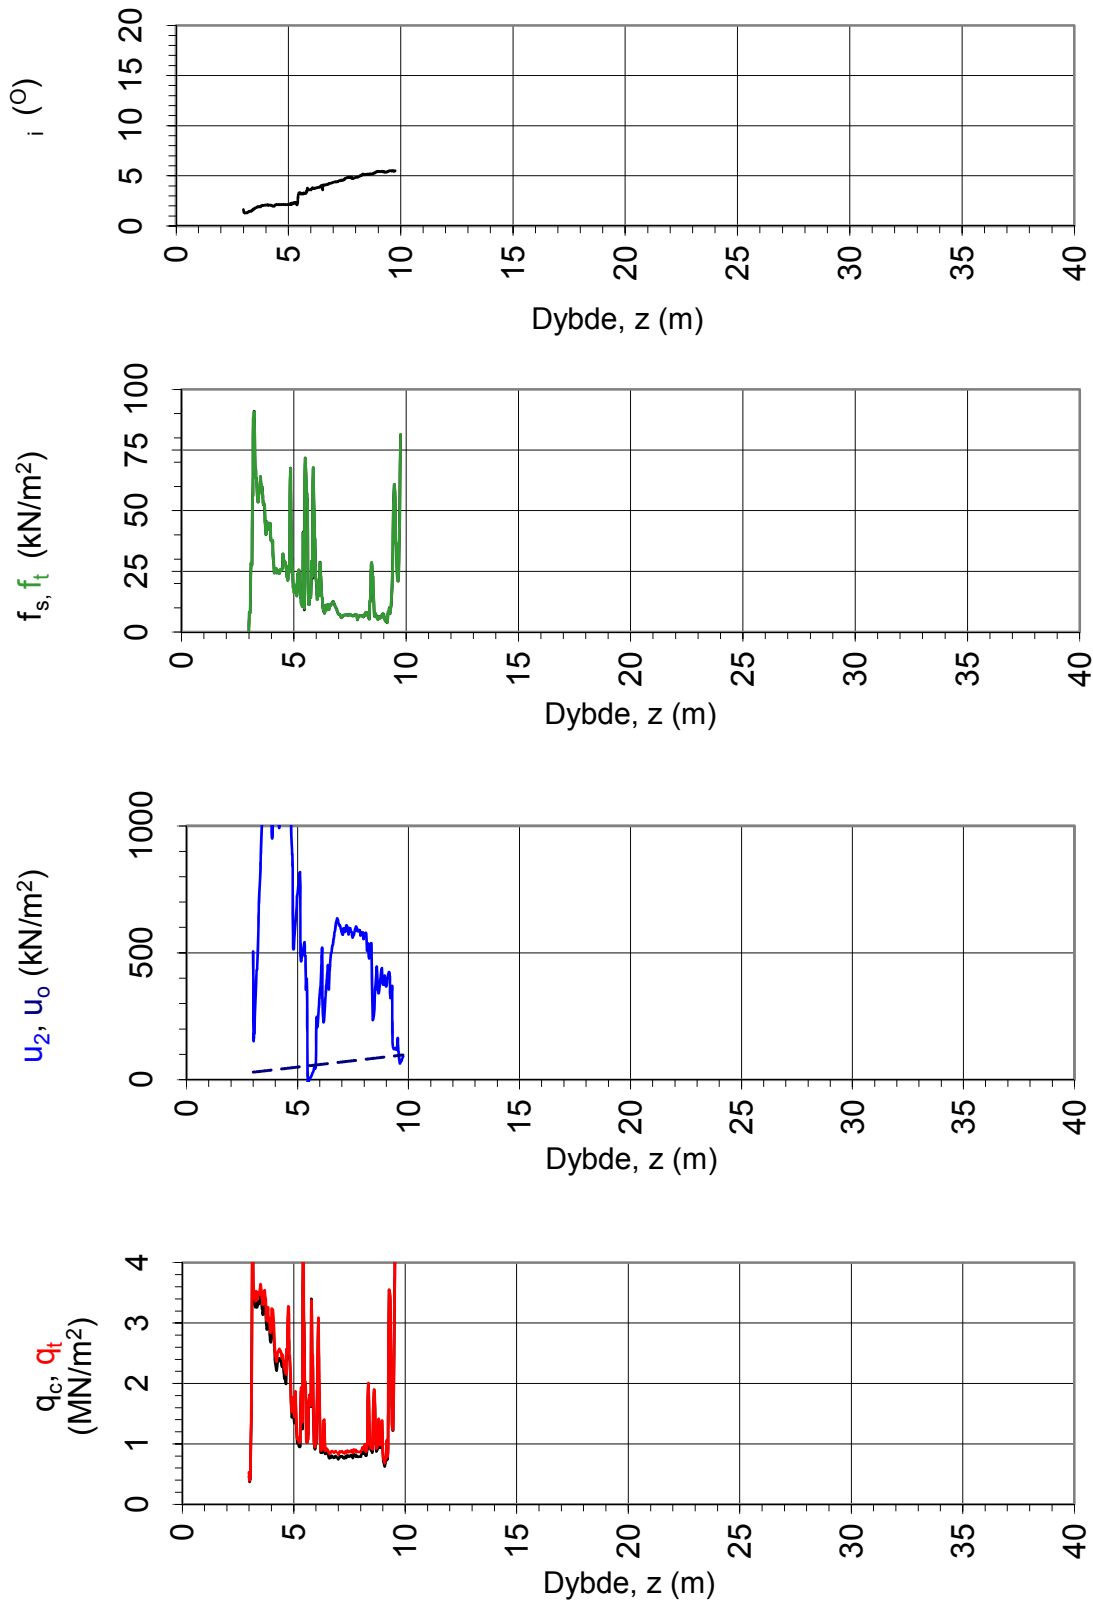 i (O)
20
15
10
5
0
0 5 10 15 20 25 30 35 40
Dybde, z (m)
fs, ft (kN/m2)
100
75
50
25
0
0 5 10 15 20 25 30 35 40
Dybde, z (m)
u2, uo (kN/m2)
1000
500
0
0 5 10 15 20 25 30 35 40
Dybde, z (m)
qc, qt
(MN/m2)
4
3
2
1
0
0 5 10 15 20 25 30 35 40
Dybde, z (m)